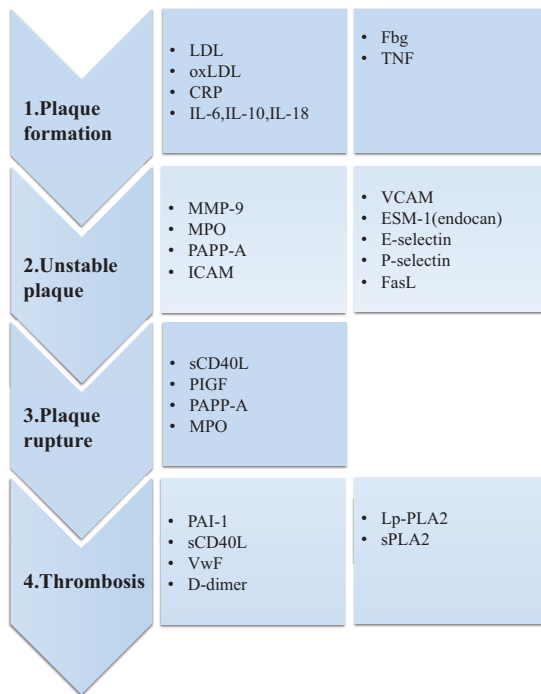 1.Plaque
formation
• LDL
• oxLDL
• CRP
• IL-6,IL-10,IL-18
• Fbg
• TNF
2.Unstable
plaque
• MMP-9
• MPO
• PAPP-A
• ICAM
• VCAM
• ESM-1(endocan)
• E-selectin
• P-selectin
• FasL
3.Plaque
rupture
• sCD40L
• PIGF
• PAPP-A
• MPO
4.Thrombosis
• PAI-1
• sCD40L
• VwF
• D-dimer
• Lp-PLA2
• sPLA2